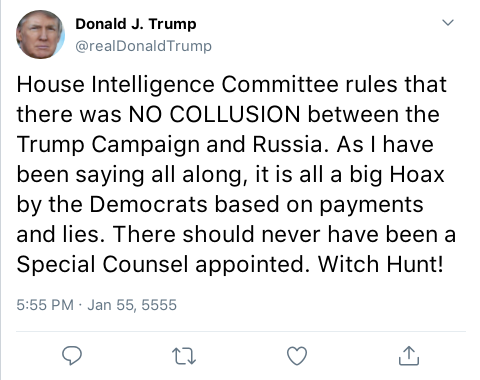 Donald J. Trump
@realDonaldTrump
House Intelligence Committee rules that
there was NO COLLUSION between the
Trump Campaign and Russia. As I have
been saying all along, it is all a big Hoax
by the Democrats based on payments
and lies. There should never have been a
Special Counsel appointed. Witch Hunt!
5:55 PM · Jan 55, 5555